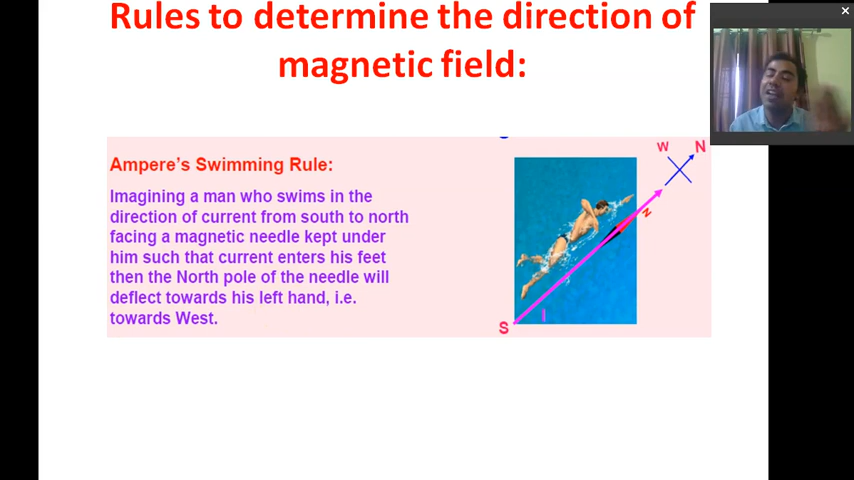 Rules to determine the direction of
magnetic field:
Ampere's Swimming Rule:
Imagining a man who swims in the
direction of current from south to north
facing a magnetic needle kept under
him such that current enters his feet
then the North pole of the needle will
deflect towards his left hand, i.e.
towards West.
W N
N
S
I